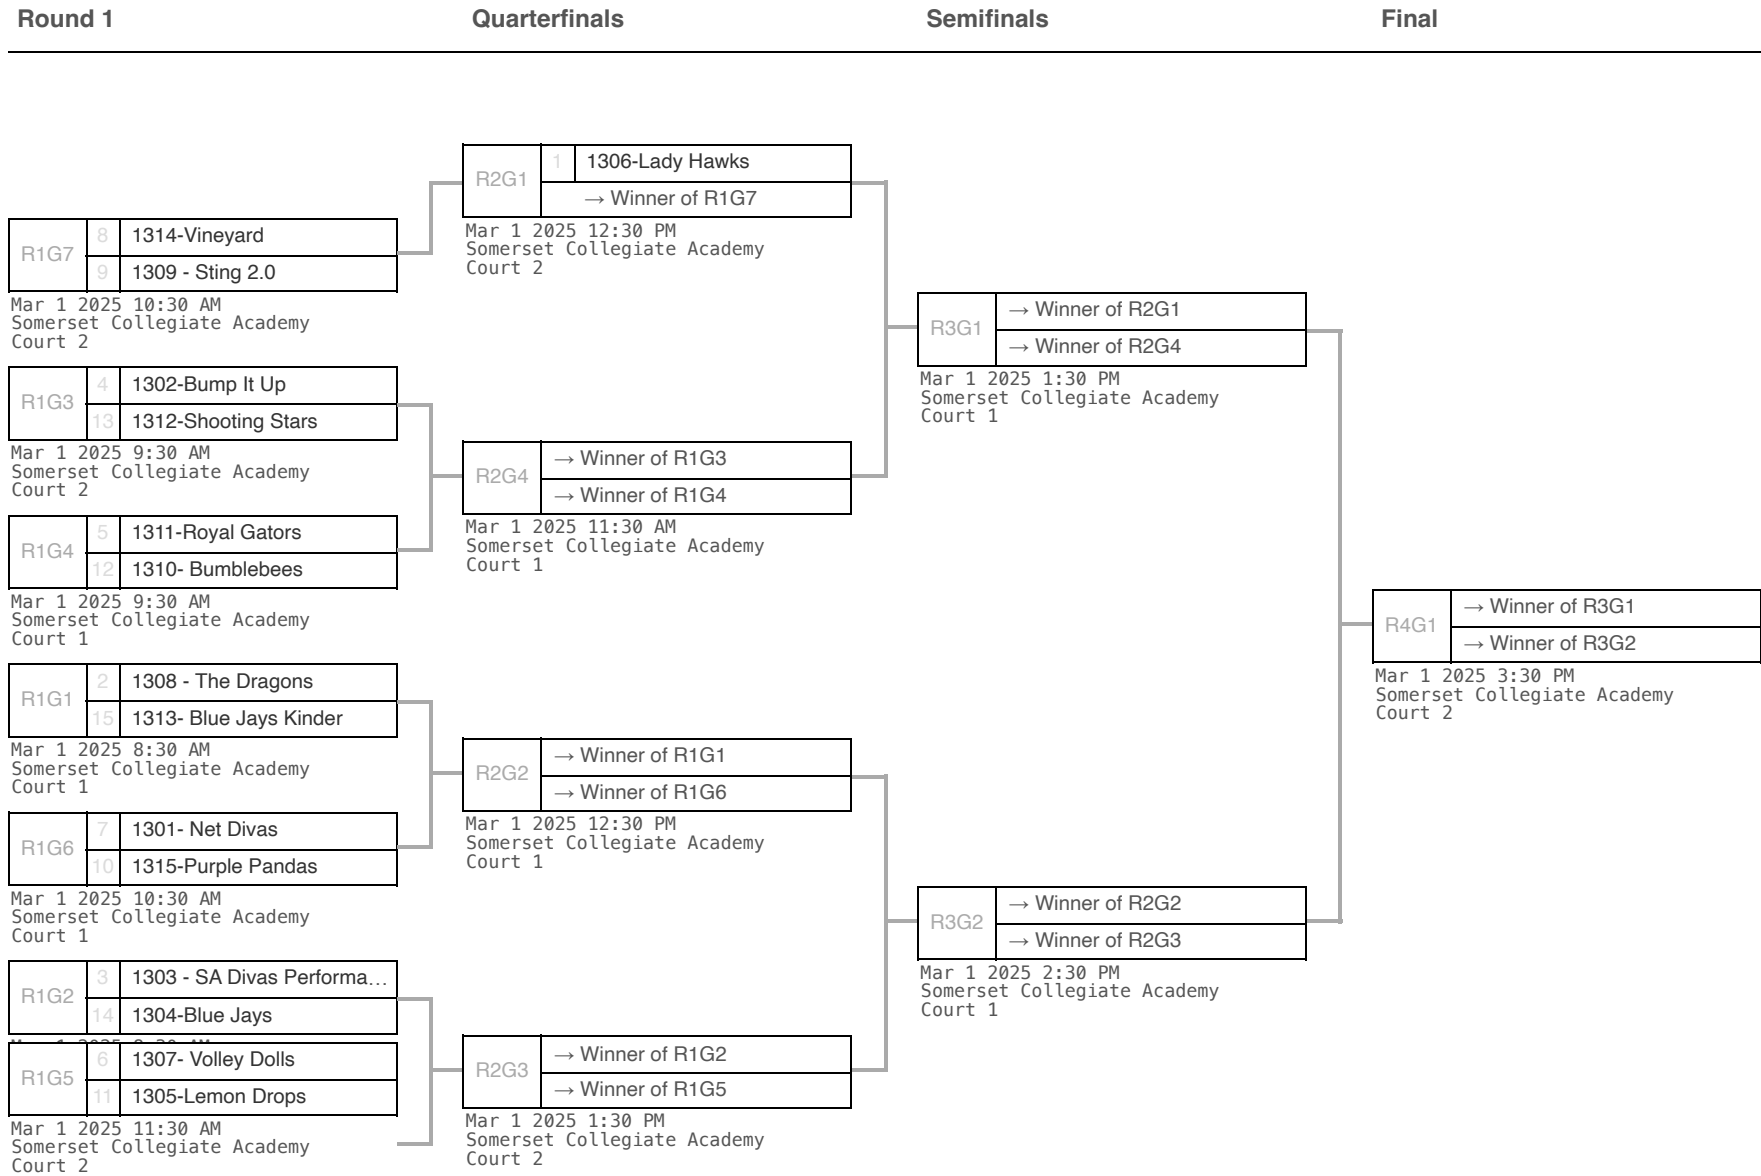 Round 1
Quarterfinals
Semifinals
Final
R1G7
8 1314-Vineyard
9 1309 - Sting 2.0
Mar 1 2025 10:30 AM
Somerset Collegiate Academy
Court 2
R1G3
4 1302-Bump It Up
13 1312-Shooting Stars
Mar 1 2025 9:30 AM
Somerset Collegiate Academy
Court 2
R1G4
5 1311-Royal Gators
12 1310- Bumblebees
Mar 1 2025 9:30 AM
Somerset Collegiate Academy
Court 1
R1G1
2 1308 - The Dragons
15 1313- Blue Jays Kinder
Mar 1 2025 8:30 AM
Somerset Collegiate Academy
Court 1
R1G6
7 1301- Net Divas
10 1315-Purple Pandas
Mar 1 2025 10:30 AM
Somerset Collegiate Academy
Court 1
R1G2
3 1303 - SA Divas Performa…
14 1304-Blue Jays
R1G5
6 1307- Volley Dolls
11 1305-Lemon Drops
Mar 1 2025 11:30 AM
Somerset Collegiate Academy
Court 2
R2G1
1 1306-Lady Hawks
→ Winner of R1G7
Mar 1 2025 12:30 PM
Somerset Collegiate Academy
Court 2
R2G4
→ Winner of R1G3
→ Winner of R1G4
Mar 1 2025 11:30 AM
Somerset Collegiate Academy
Court 1
R2G2
→ Winner of R1G1
→ Winner of R1G6
Mar 1 2025 12:30 PM
Somerset Collegiate Academy
Court 1
R2G3
→ Winner of R1G2
→ Winner of R1G5
Mar 1 2025 1:30 PM
Somerset Collegiate Academy
Court 2
R3G1
→ Winner of R2G1
→ Winner of R2G4
Mar 1 2025 1:30 PM
Somerset Collegiate Academy
Court 1
R3G2
→ Winner of R2G2
→ Winner of R2G3
Mar 1 2025 2:30 PM
Somerset Collegiate Academy
Court 1
R4G1
→ Winner of R3G1
→ Winner of R3G2
Mar 1 2025 3:30 PM
Somerset Collegiate Academy
Court 2